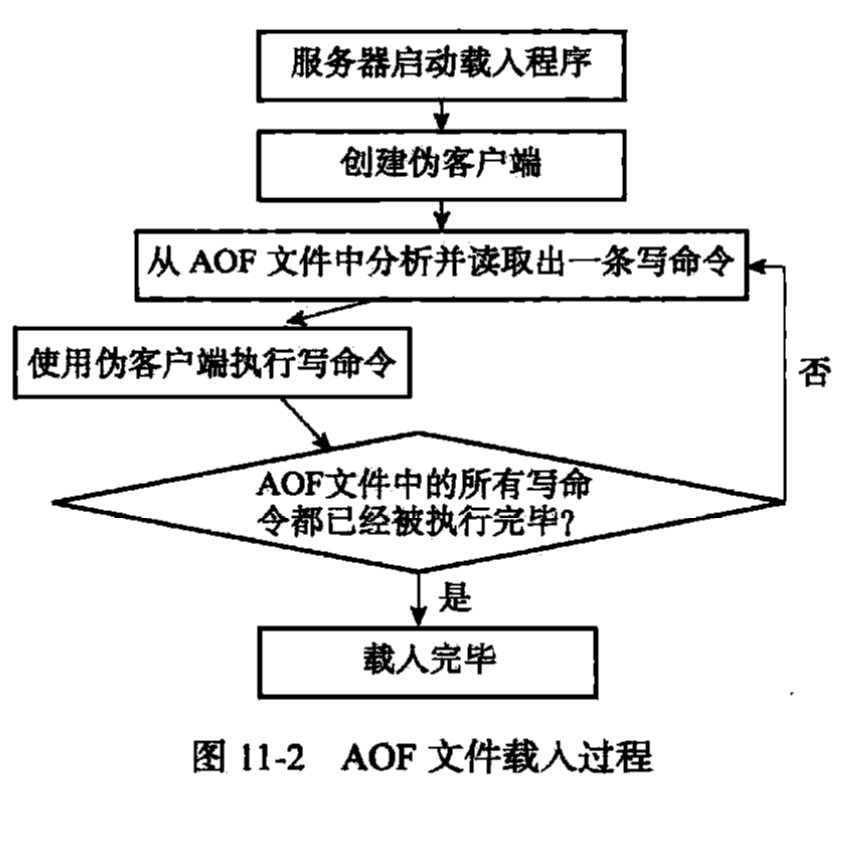 服务器启动载入程序
创建伪客户端
从 AOF 文件中分析并读取出一条写命令
使用伪客户端执行写命令
否
AOF文件中的所有写命
令都已经被执行完毕？
是
载入完毕
图 11-2 AOF 文件载入过程